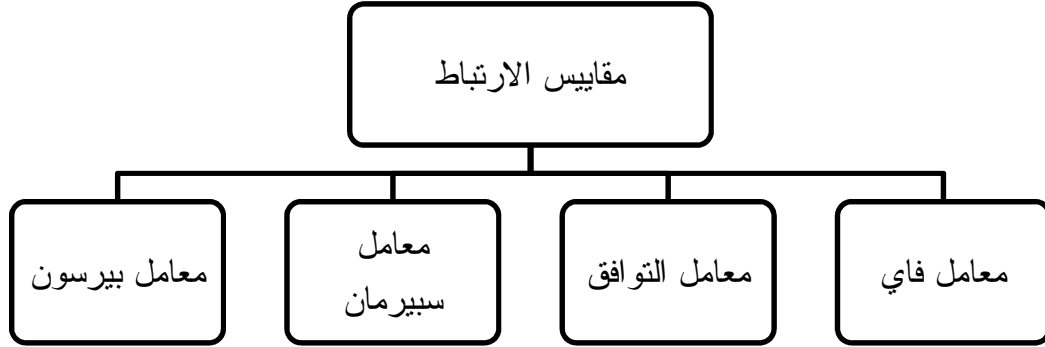 مقاييس الارتباط
معامل فاي
معامل التوافق
معامل
سبيرمان
معامل بيرسون